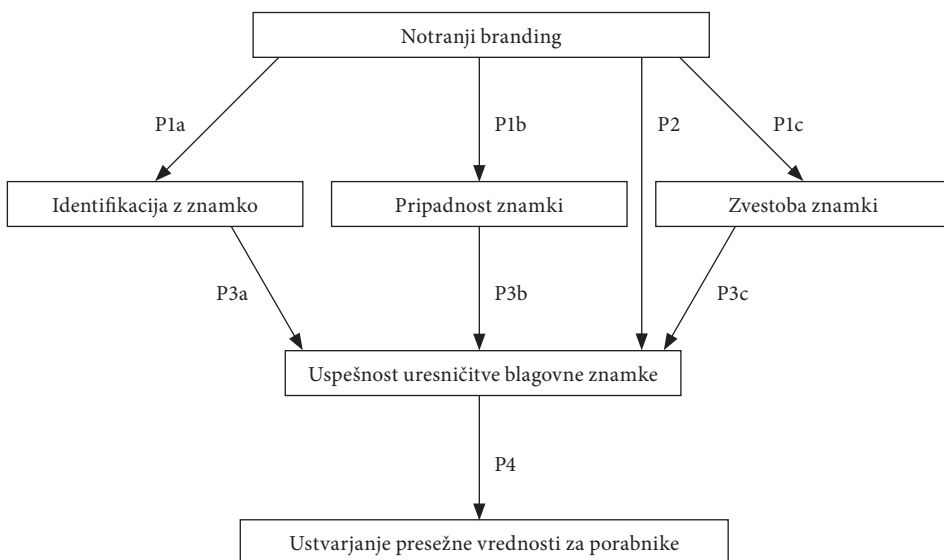 Notranji branding
P1a
P1b
P2
P1c
Identifikacija z znamko
Pripadnost znamki
Zvestoba znamki
P3a
P3b
P3c
Uspešnost uresničitve blagovne znamke
P4
Ustvarjanje presežne vrednosti za porabnike